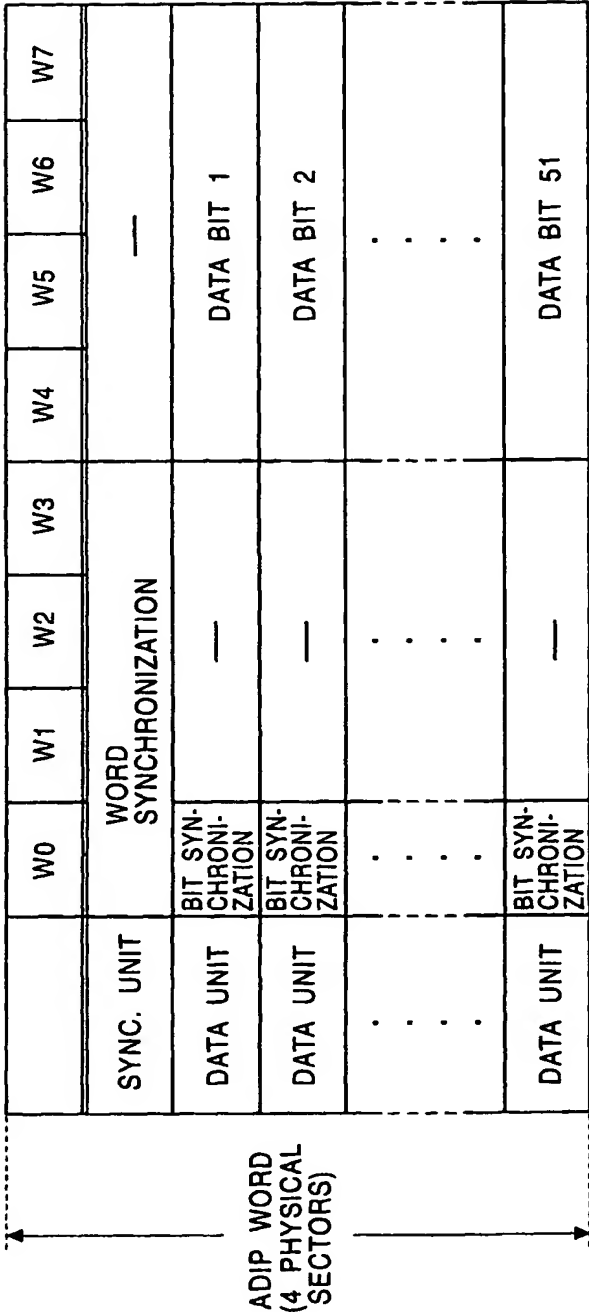 W0 W1 W2 W3 W4 W5 W6 W7
SYNC. UNIT
WORD
SYNCHRONIZATION
—
DATA UNIT
BIT SYN-
CHRONI-
ZATION
—
DATA BIT 1
DATA UNIT
BIT SYN-
CHRONI-
ZATION
—
DATA BIT 2
. . . .
. . . .
. . . .
. . . .
DATA UNIT
BIT SYN-
CHRONI-
ZATION
—
DATA BIT 51
ADIP WORD
(4 PHYSICAL
SECTORS)